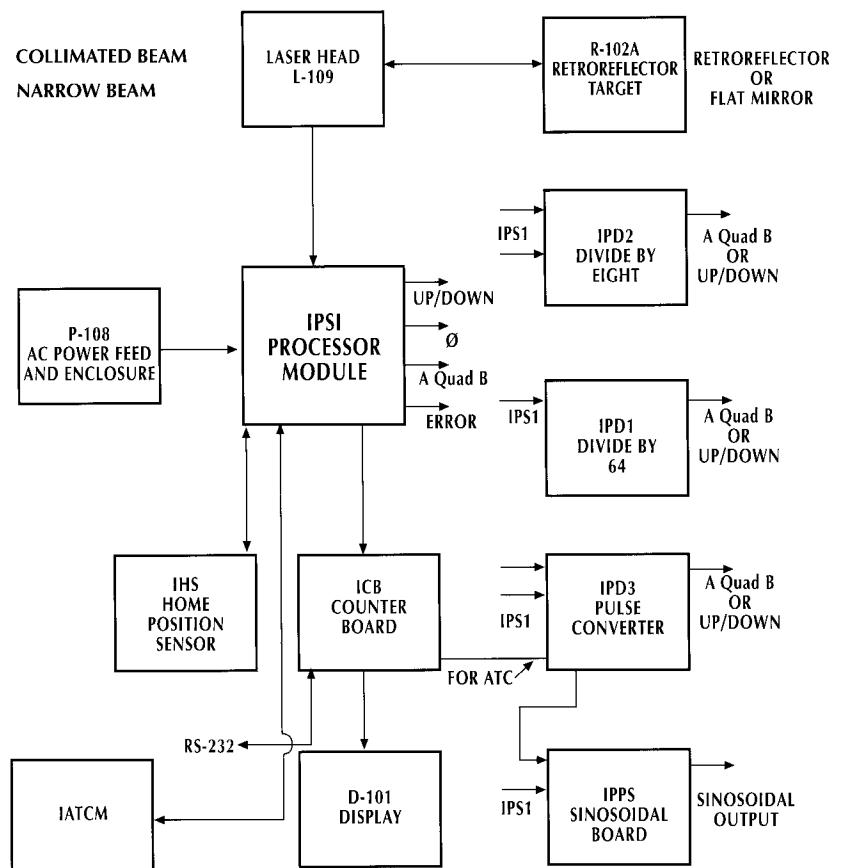 COLLIMATED BEAM
NARROW BEAM
LASER HEAD
L-109
R-102A
RETROREFLECTOR
TARGET
RETROREFLECTOR
OR
FLAT MIRROR
IPS1
IPD2
DIVIDE BY
EIGHT
A Quad B
OR
UP/DOWN
P-108
AC POWER FEED
AND ENCLOSURE
IPSI
PROCESSOR
MODULE
UP/DOWN
Ø
A Quad B
ERROR
IPS1
IPD1
DIVIDE BY
64
A Quad B
OR
UP/DOWN
IHS
HOME
POSITION
SENSOR
ICB
COUNTER
BOARD
IPS1
IPD3
PULSE
CONVERTER
A Quad B
OR
UP/DOWN
FOR ATC
RS-232
IATCM
D-101
DISPLAY
IPS1
IPPS
SINOSOIDAL
BOARD
SINOSOIDAL
OUTPUT